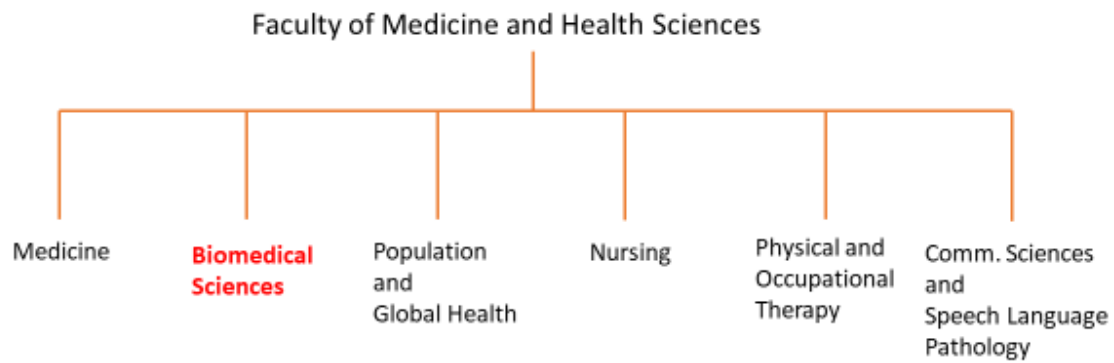 Faculty of Medicine and Health Sciences
Medicine
Biomedical
Sciences
Population
and
Global Health
Nursing
Physical and
Occupational
Therapy
Comm. Sciences
and
Speech Language
Pathology